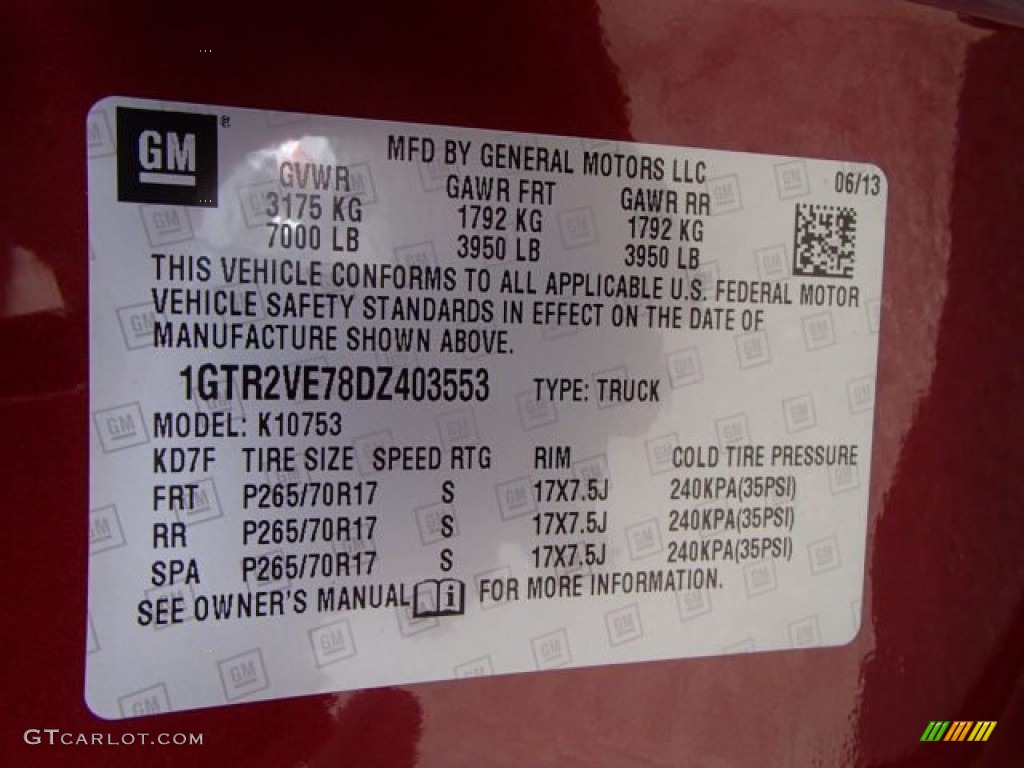 GM®
MFD BY GENERAL MOTORS LLC
06/13
GVWR GAWR FRT GAWR RR
3175 KG 1792 KG 1792 KG
7000 LB 3950 LB 3950 LB
THIS VEHICLE CONFORMS TO ALL APPLICABLE U.S. FEDERAL MOTOR
VEHICLE SAFETY STANDARDS IN EFFECT ON THE DATE OF
MANUFACTURE SHOWN ABOVE.
1GTR2VE78DZ403553 TYPE: TRUCK
MODEL: K10753
KD7F TIRE SIZE SPEED RTG RIM COLD TIRE PRESSURE
FRT P265/70R17 S 17X7.5J 240KPA(35PSI)
RR P265/70R17 S 17X7.5J 240KPA(35PSI)
SPA P265/70R17 S 17X7.5J 240KPA(35PSI)
SEE OWNER'S MANUAL i FOR MORE INFORMATION.
GTCARLOT.COM